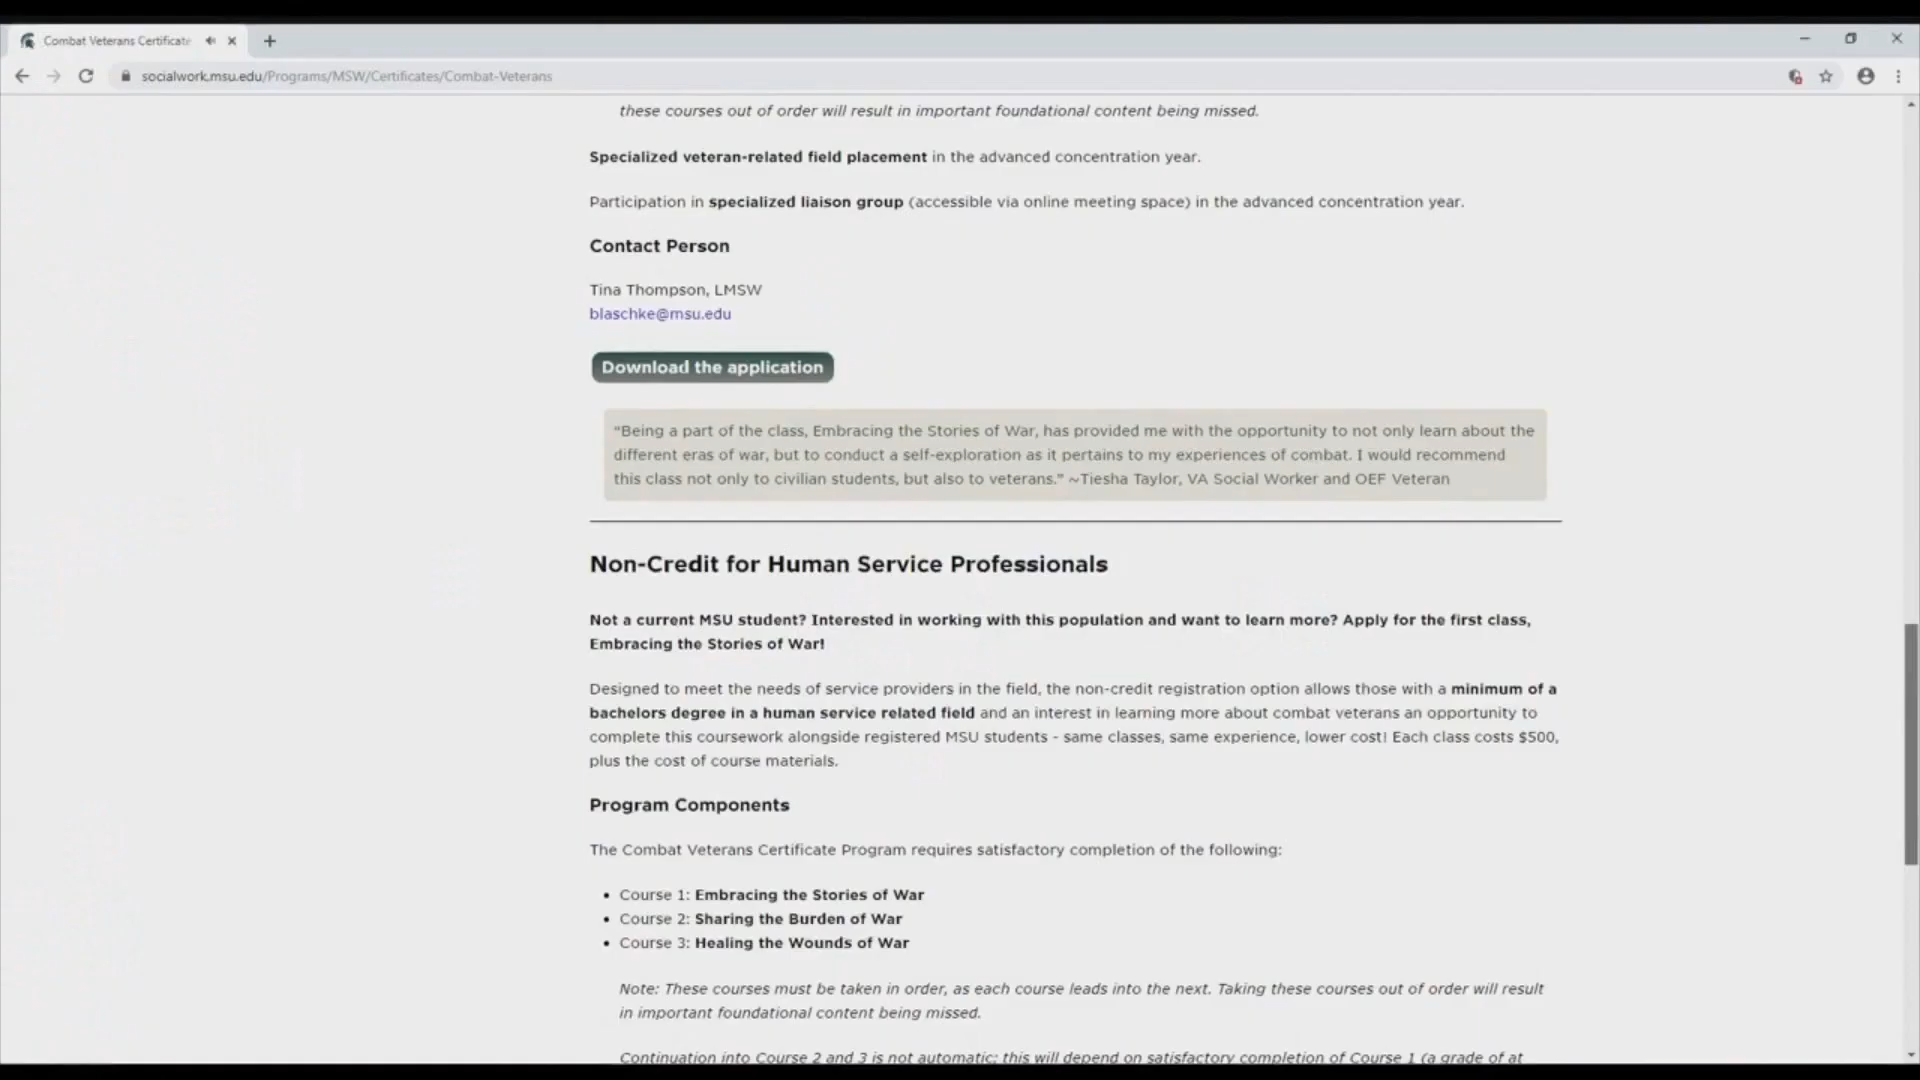 Combat Veterans Certificate
socialwork.msu.edu/Programs/MSW/Certificates/Combat-Veterans
these courses out of order will result in important foundational content being missed.
Specialized veteran-related field placement in the advanced concentration year.
Participation in specialized liaison group (accessible via online meeting space) in the advanced concentration year.
Contact Person
Tina Thompson, LMSW
blaschke@msu.edu
Download the application
"Being a part of the class, Embracing the Stories of War, has provided me with the opportunity to not only learn about the
different eras of war, but to conduct a self-exploration as it pertains to my experiences of combat. I would recommend
this class not only to civilian students, but also to veterans." ~Tiesha Taylor, VA Social Worker and OEF Veteran
Non-Credit for Human Service Professionals
Not a current MSU student? Interested in working with this population and want to learn more? Apply for the first class,
Embracing the Stories of War!
Designed to meet the needs of service providers in the field, the non-credit registration option allows those with a minimum of a
bachelors degree in a human service related field and an interest in learning more about combat veterans an opportunity to
complete this coursework alongside registered MSU students - same classes, same experience, lower cost! Each class costs $500,
plus the cost of course materials.
Program Components
The Combat Veterans Certificate Program requires satisfactory completion of the following:
• Course 1: Embracing the Stories of War
• Course 2: Sharing the Burden of War
• Course 3: Healing the Wounds of War
Note: These courses must be taken in order, as each course leads into the next. Taking these courses out of order will result
in important foundational content being missed.
Continuation into Course 2 and 3 is not automatic; this will depend on satisfactory completion of Course 1 (a grade of at